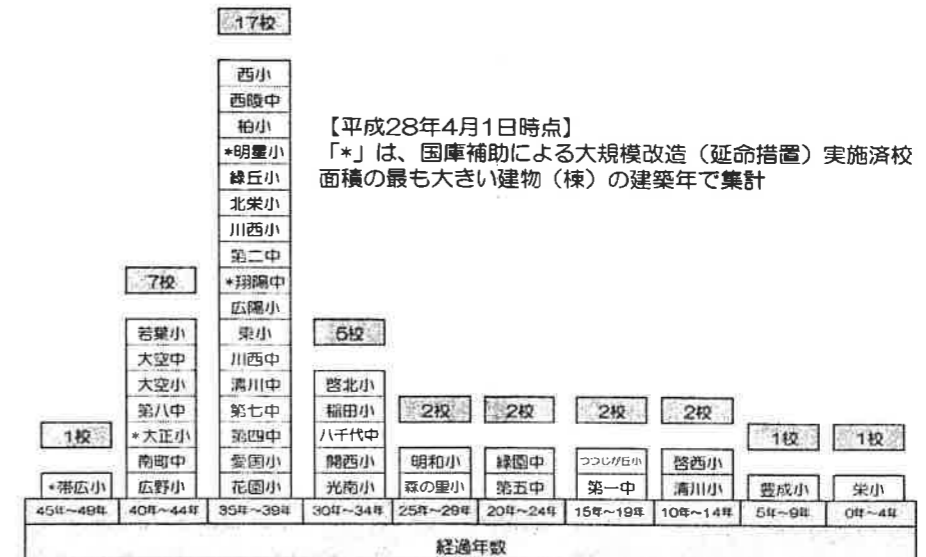 17校
西小
西陵中
柏小
*明星小
緑丘小
北栄小
川西小
第二中
*翔陽中
広陽小
東小
川西中
清川中
第七中
第四中
愛国小
花園小
【平成28年4月1日時点】
「*」は、国庫補助による大規模改造（延命措置）実施済校
面積の最も大きい建物（棟）の建築年で集計
7校
若葉小
大空中
大空小
第八中
*大正小
南町中
広野小
5校
啓北小
稲田小
八千代中
開西小
光南小
1校
*帯広小
2校
明和小
森の里小
2校
緑園中
第五中
2校
つつじが丘小
第一中
2校
啓西小
清川小
1校
豊成小
1校
栄小
45年～49年 40年～44年 35年～39年 30年～34年 25年～29年 20年～24年 15年～19年 10年～14年 5年～9年 0年～4年
経過年数